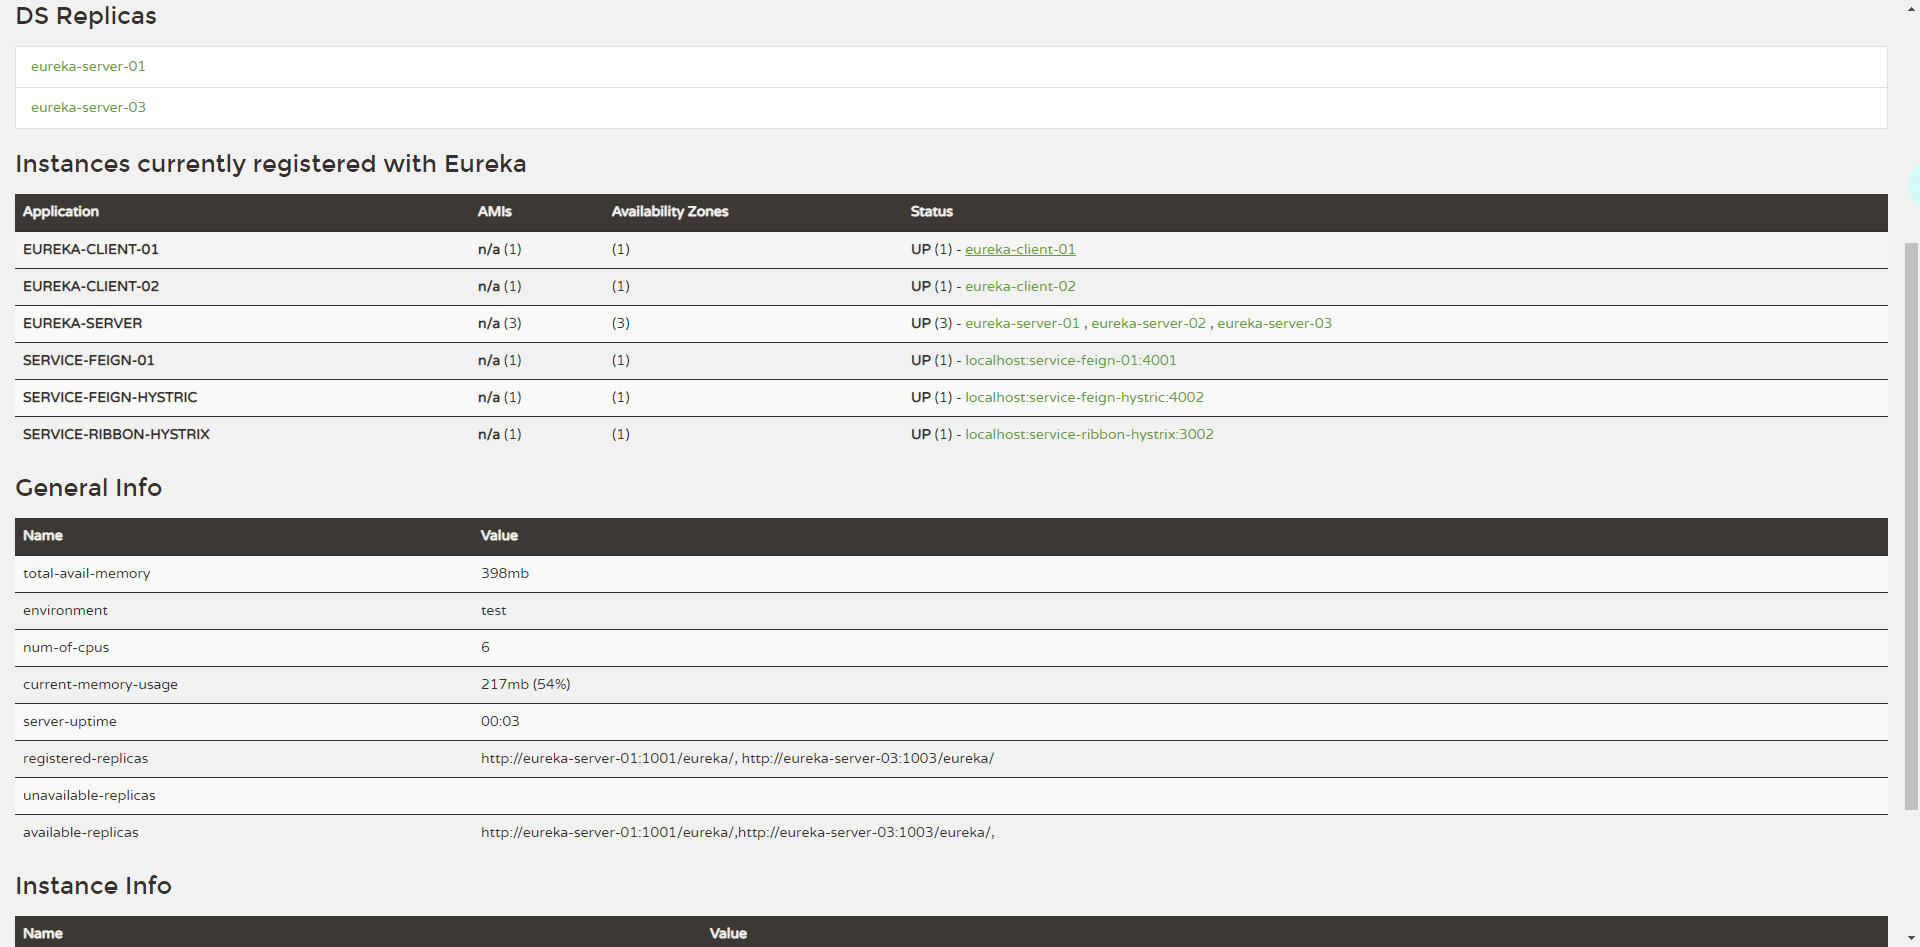 DS Replicas
eureka-server-01
eureka-server-03
Instances currently registered with Eureka
Application AMIs Availability Zones Status
EUREKA-CLIENT-01 n/a (1) (1) UP (1) - eureka-client-01
EUREKA-CLIENT-02 n/a (1) (1) UP (1) - eureka-client-02
EUREKA-SERVER n/a (3) (3) UP (3) - eureka-server-01 , eureka-server-02 , eureka-server-03
SERVICE-FEIGN-01 n/a (1) (1) UP (1) - localhost:service-feign-01:4001
SERVICE-FEIGN-HYSTRIC n/a (1) (1) UP (1) - localhost:service-feign-hystric:4002
SERVICE-RIBBON-HYSTRIX n/a (1) (1) UP (1) - localhost:service-ribbon-hystrix:3002
General Info
Name Value
total-avail-memory 398mb
environment test
num-of-cpus 6
current-memory-usage 217mb (54%)
server-uptime 00:03
registered-replicas http://eureka-server-01:1001/eureka/, http://eureka-server-03:1003/eureka/
unavailable-replicas
available-replicas http://eureka-server-01:1001/eureka/,http://eureka-server-03:1003/eureka/,
Instance Info
Name Value